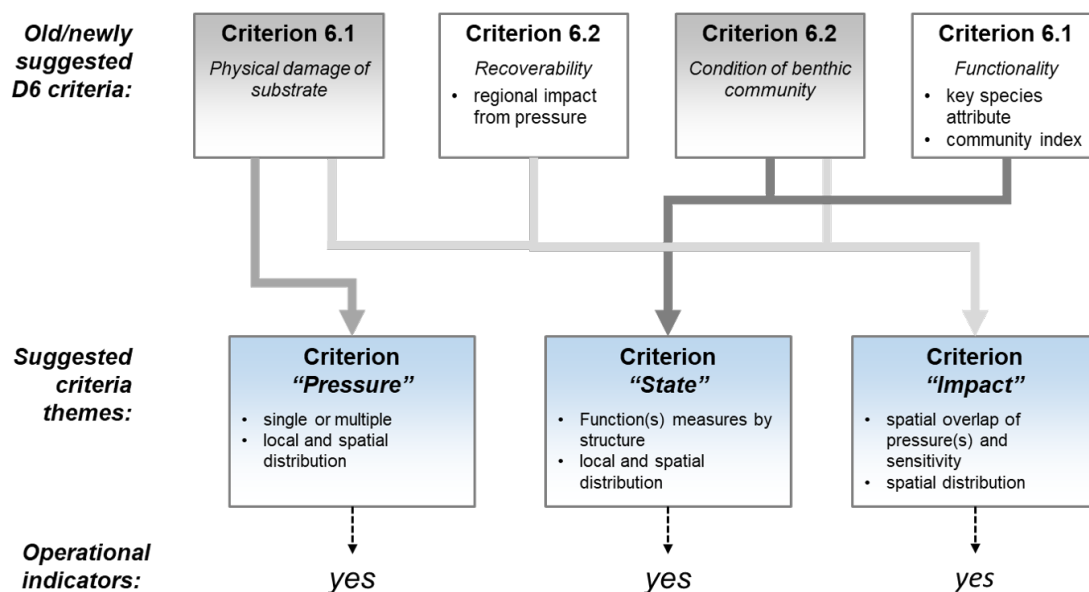 Old/newly
suggested
D6 criteria:
Criterion 6.1
Physical damage of
substrate
Criterion 6.2
Recoverability
• regional impact
from pressure
Criterion 6.2
Condition of benthic
community
Criterion 6.1
Functionality
• key species
attribute
• community index
Suggested
criteria
themes:
Criterion
“Pressure”
• single or multiple
• local and spatial
distribution
Criterion
“State”
• Function(s) measures by
structure
• local and spatial
distribution
Criterion
“Impact”
• spatial overlap of
pressure(s) and
sensitivity
• spatial distribution
Operational
indicators:
yes
yes
yes